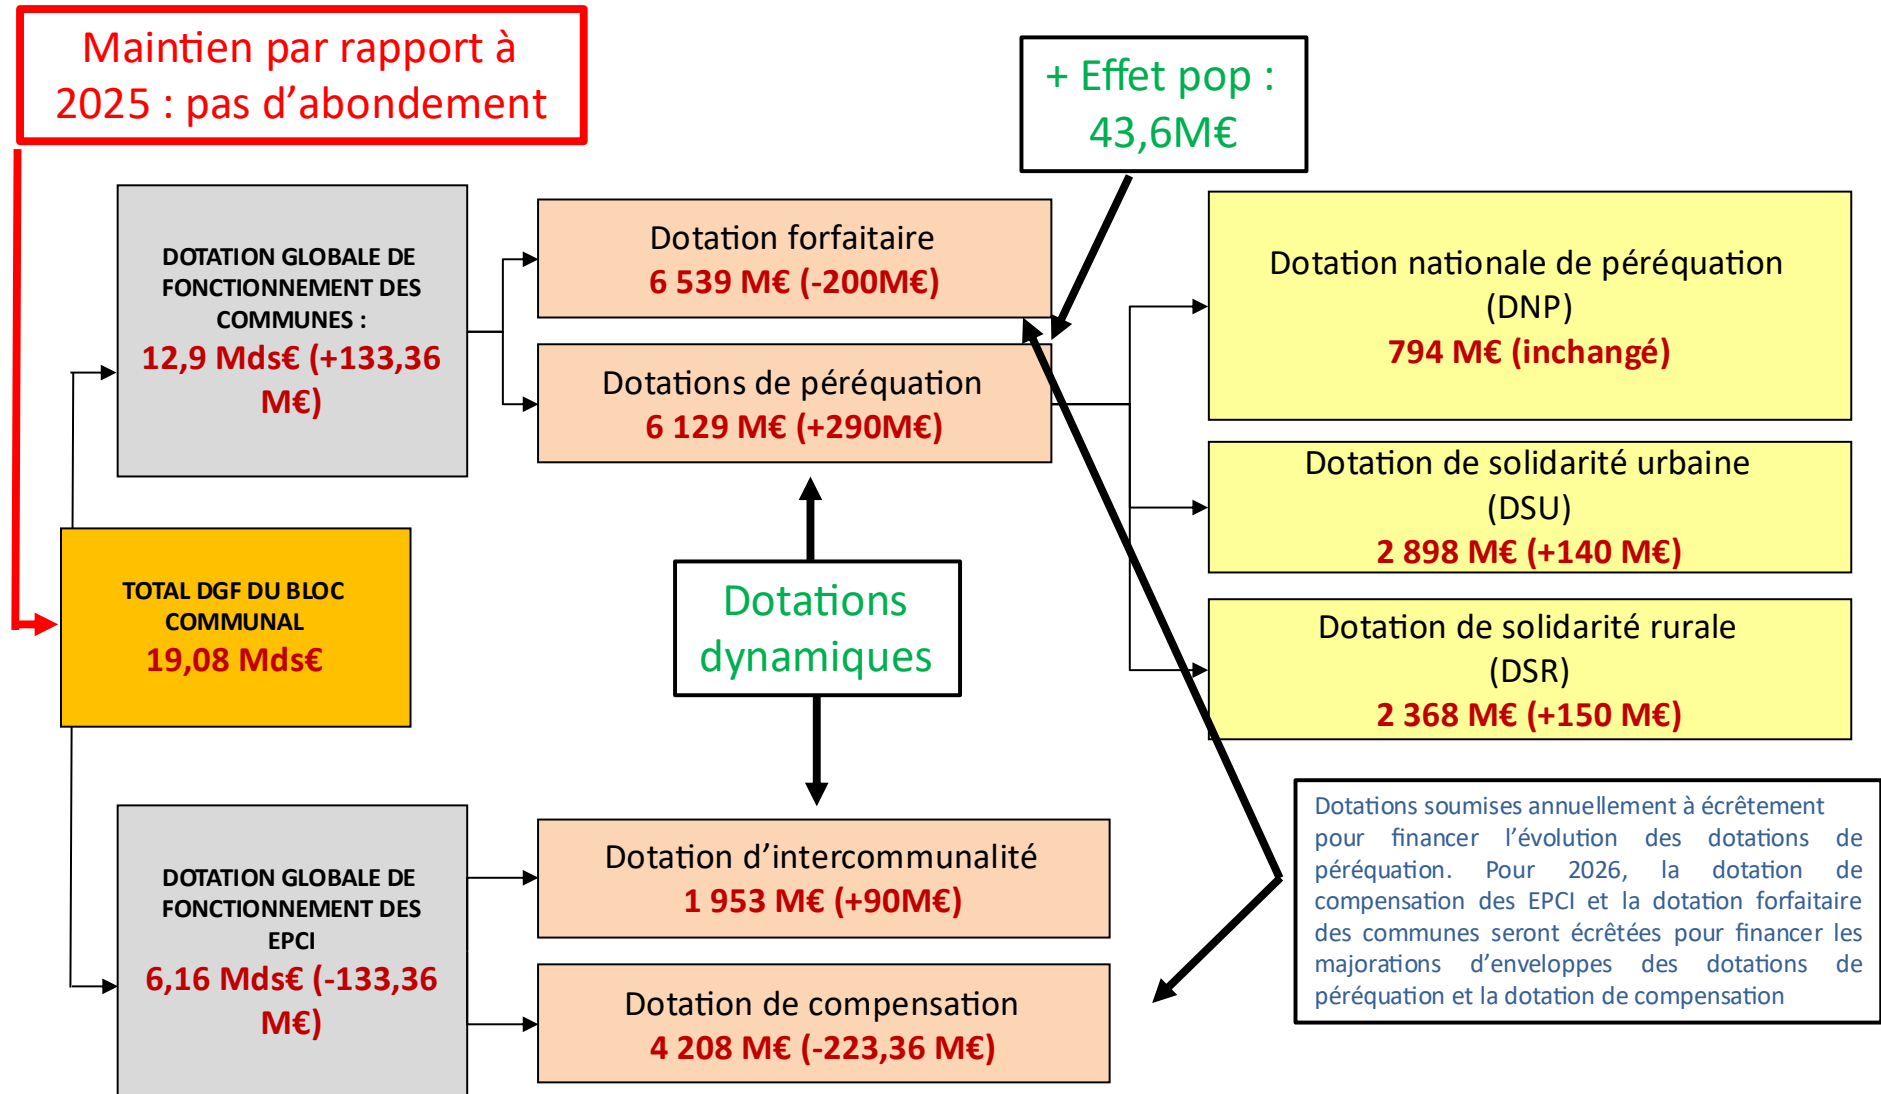 Maintien par rapport à
2025 : pas d’abondement
+ Effet pop :
43,6M€
DOTATION GLOBALE DE
FONCTIONNEMENT DES
COMMUNES :
12,9 Mds€ (+133,36
M€)
Dotation forfaitaire
6 539 M€ (-200M€)
Dotations de péréquation
6 129 M€ (+290M€)
Dotation nationale de péréquation
(DNP)
794 M€ (inchangé)
Dotation de solidarité urbaine
(DSU)
2 898 M€ (+140 M€)
Dotation de solidarité rurale
(DSR)
2 368 M€ (+150 M€)
TOTAL DGF DU BLOC
COMMUNAL
19,08 Mds€
Dotations
dynamiques
DOTATION GLOBALE DE
FONCTIONNEMENT DES
EPCI
6,16 Mds€ (-133,36
M€)
Dotation d’intercommunalité
1 953 M€ (+90M€)
Dotation de compensation
4 208 M€ (-223,36 M€)
Dotations soumises annuellement à écrêtement
pour financer l’évolution des dotations de
péréquation. Pour 2026, la dotation de
compensation des EPCI et la dotation forfaitaire
des communes seront écrêtées pour financer les
majorations d’enveloppes des dotations de
péréquation et la dotation de compensation